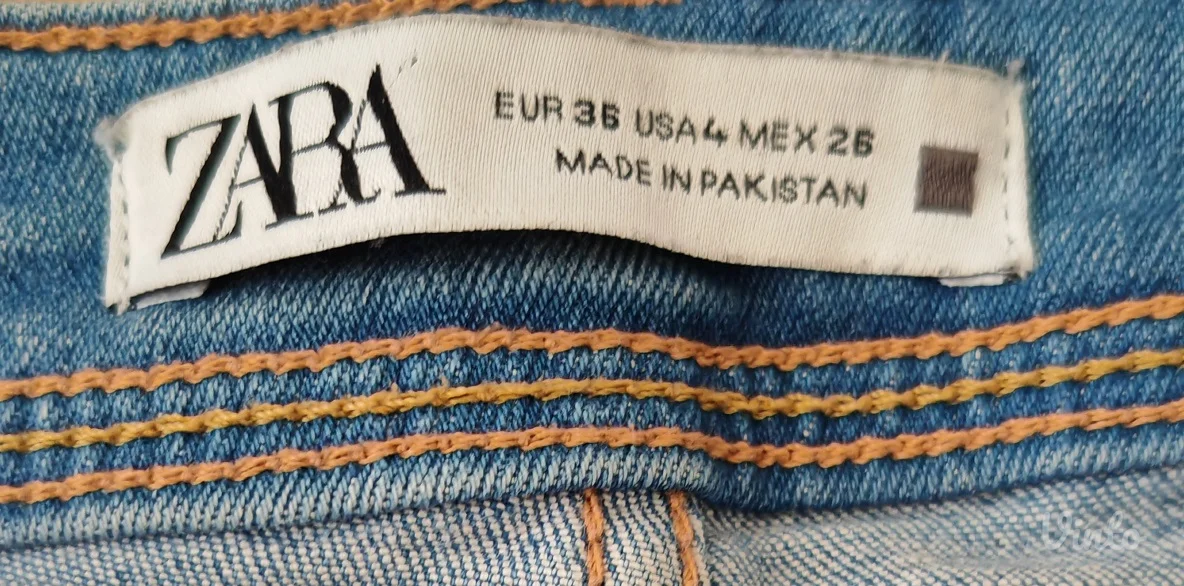 ZARA
EUR 36 USA 4 MEX 26
MADE IN PAKISTAN